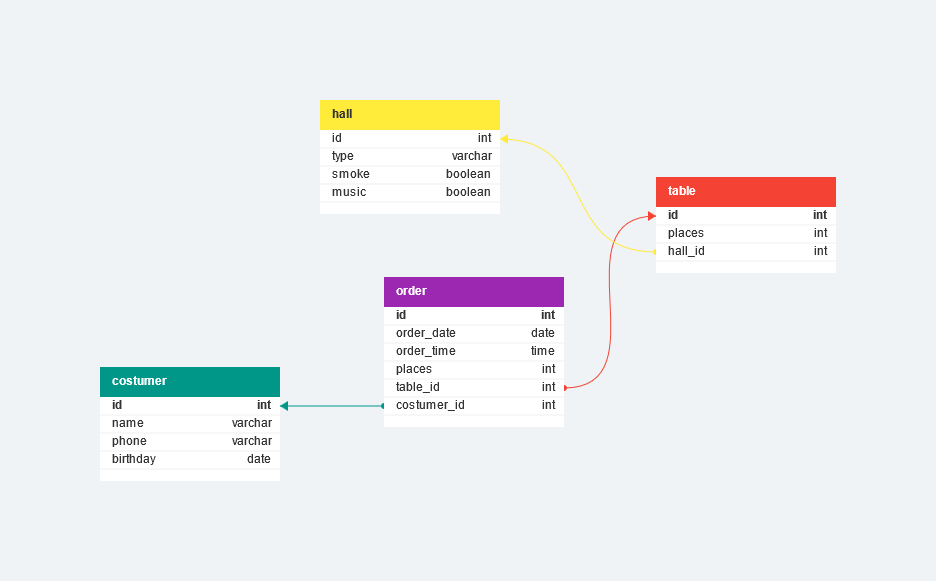 hall
id int
type varchar
smoke boolean
music boolean
table
id int
places int
hall_id int
order
id int
order_date date
order_time time
places int
table_id int
costumer_id int
costumer
id int
name varchar
phone varchar
birthday date